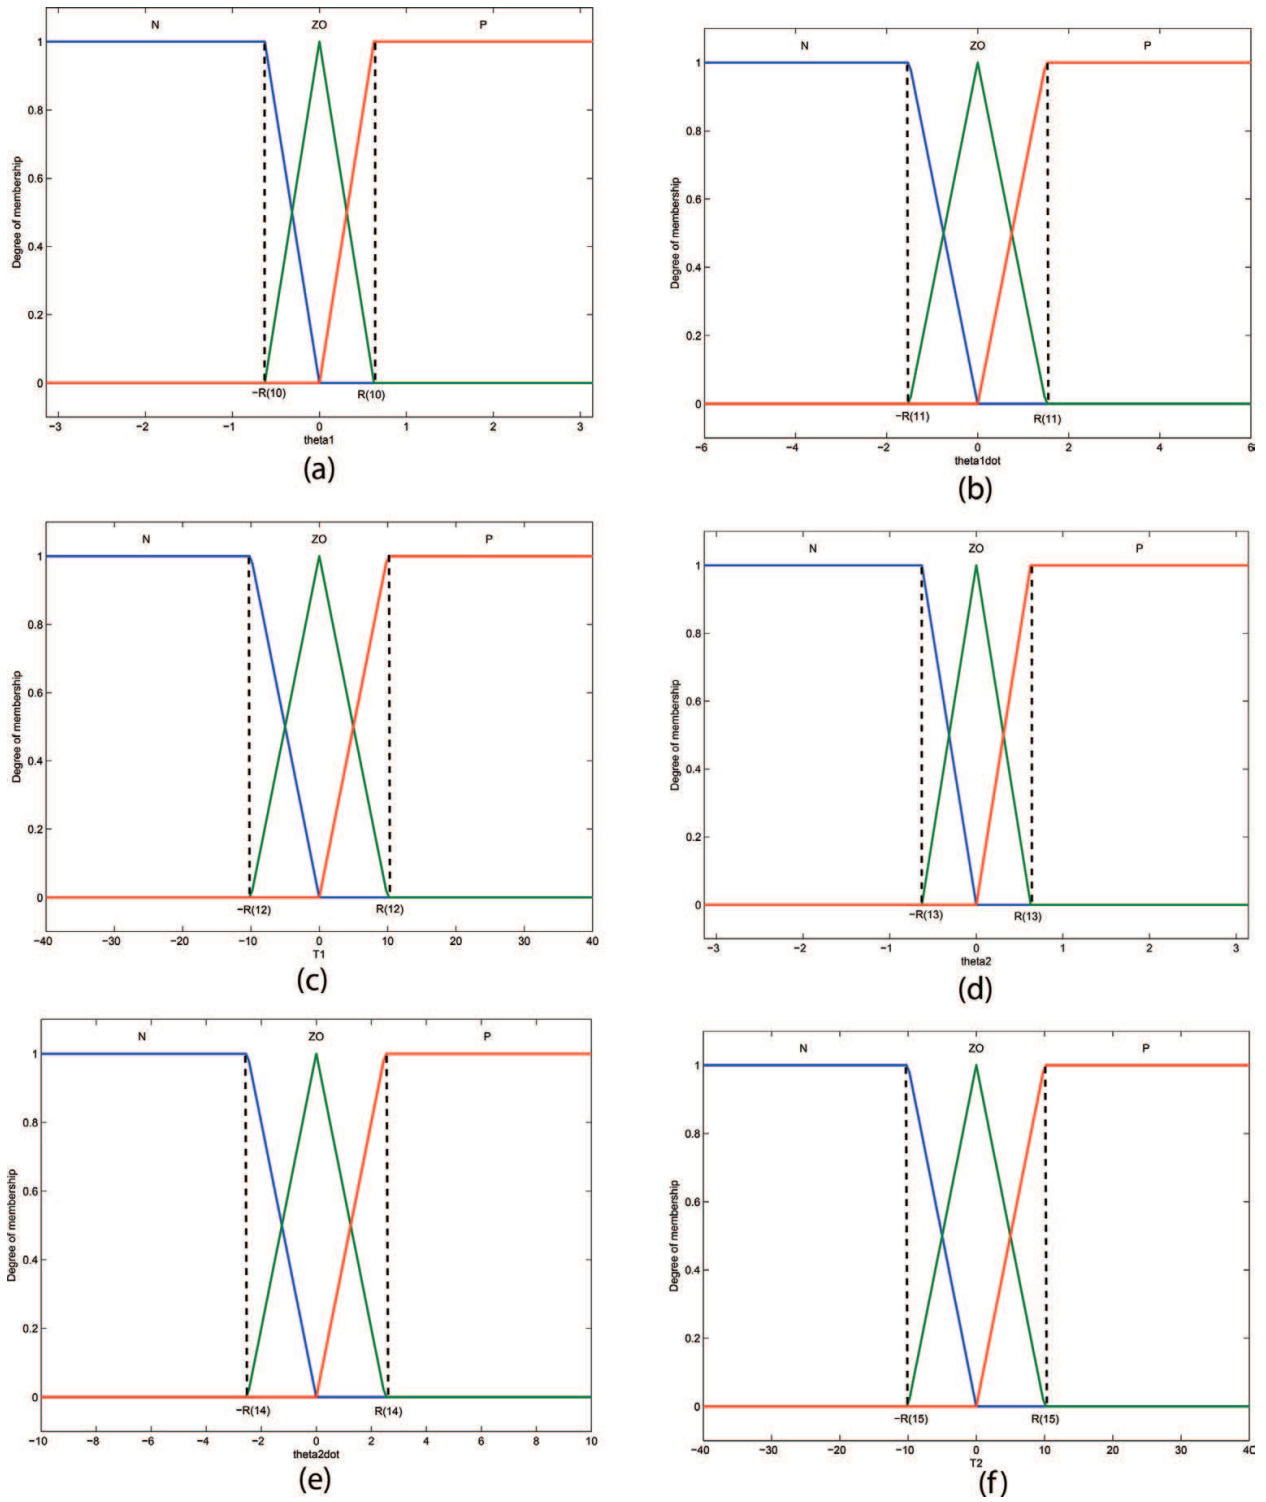 N ZO P
1
0.8
0.6
0.4
0.2
0
Degree of membership
−R(10) R(10)
−3 −2 −1 0 1 2 3
theta1
(a)
N ZO P
1
0.8
0.6
0.4
0.2
0
Degree of membership
−R(11) R(11)
−6 −4 −2 0 2 4 6
theta1dot
(b)
N ZO P
1
0.8
0.6
0.4
0.2
0
Degree of membership
−R(12) R(12)
−40 −30 −20 −10 0 10 20 30 40
T1
(c)
N ZO P
1
0.8
0.6
0.4
0.2
0
Degree of membership
−R(13) R(13)
−3 −2 −1 0 1 2 3
theta2
(d)
N ZO P
1
0.8
0.6
0.4
0.2
0
Degree of membership
−R(14) R(14)
−10 −8 −6 −4 −2 0 2 4 6 8 10
theta2dot
(e)
N ZO P
1
0.8
0.6
0.4
0.2
0
Degree of membership
−R(15) R(15)
−40 −30 −20 −10 0 10 20 30 40
T2
(f)